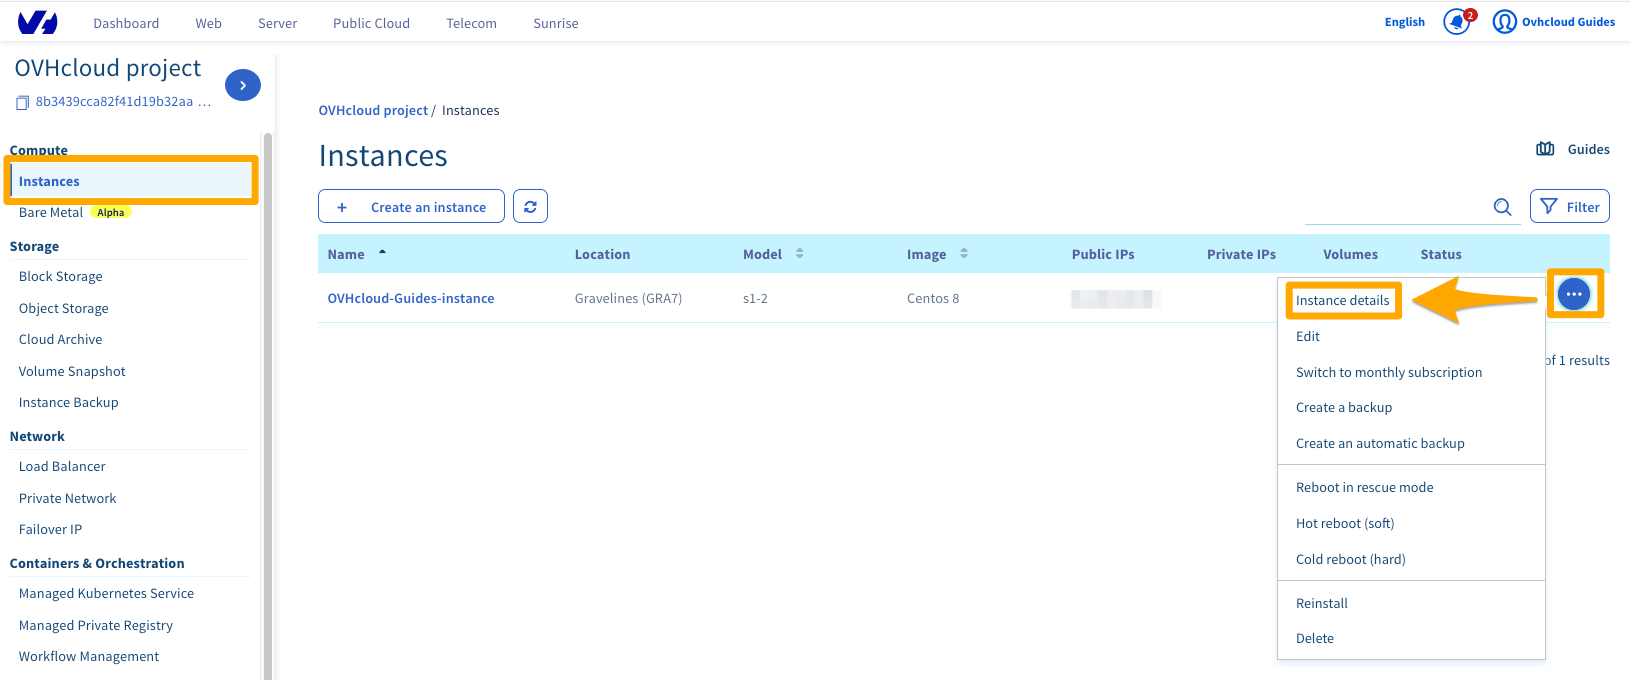 Dashboard Web Server Public Cloud Telecom Sunrise English 2 Ovhcloud Guides
OVHcloud project
8b3439cca82f41d19b32aa ...
Compute
Instances
Bare Metal Alpha
Storage
Block Storage
Object Storage
Cloud Archive
Volume Snapshot
Instance Backup
Network
Load Balancer
Private Network
Failover IP
Containers & Orchestration
Managed Kubernetes Service
Managed Private Registry
Workflow Management
OVHcloud project / Instances
Instances
Guides
+ Create an instance
Filter
Name Location Model Image Public IPs Private IPs Volumes Status
OVHcloud-Guides-instance Gravelines (GRA7) s1-2 Centos 8
Instance details
Edit
of 1 results
Switch to monthly subscription
Create a backup
Create an automatic backup
Reboot in rescue mode
Hot reboot (soft)
Cold reboot (hard)
Reinstall
Delete